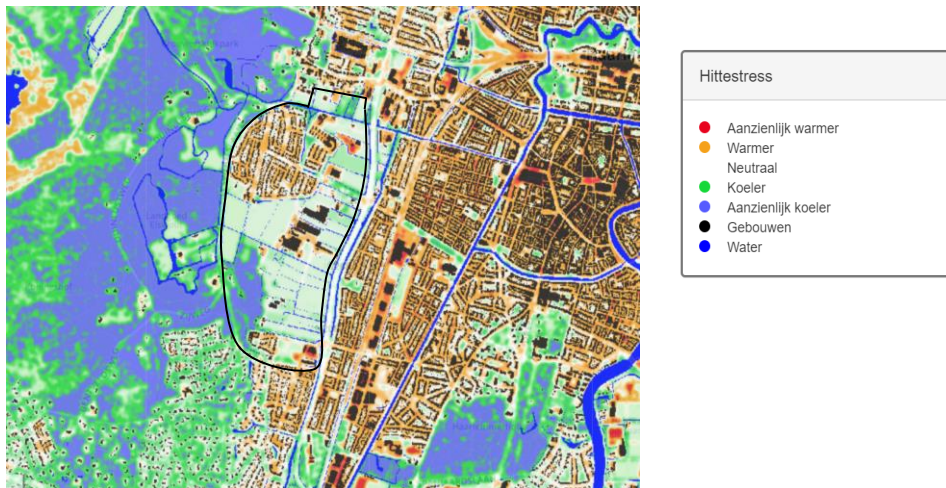 Hittestress
Aanzienlijk warmer
Warmer
Neutraal
Koeler
Aanzienlijk koeler
Gebouwen
Water